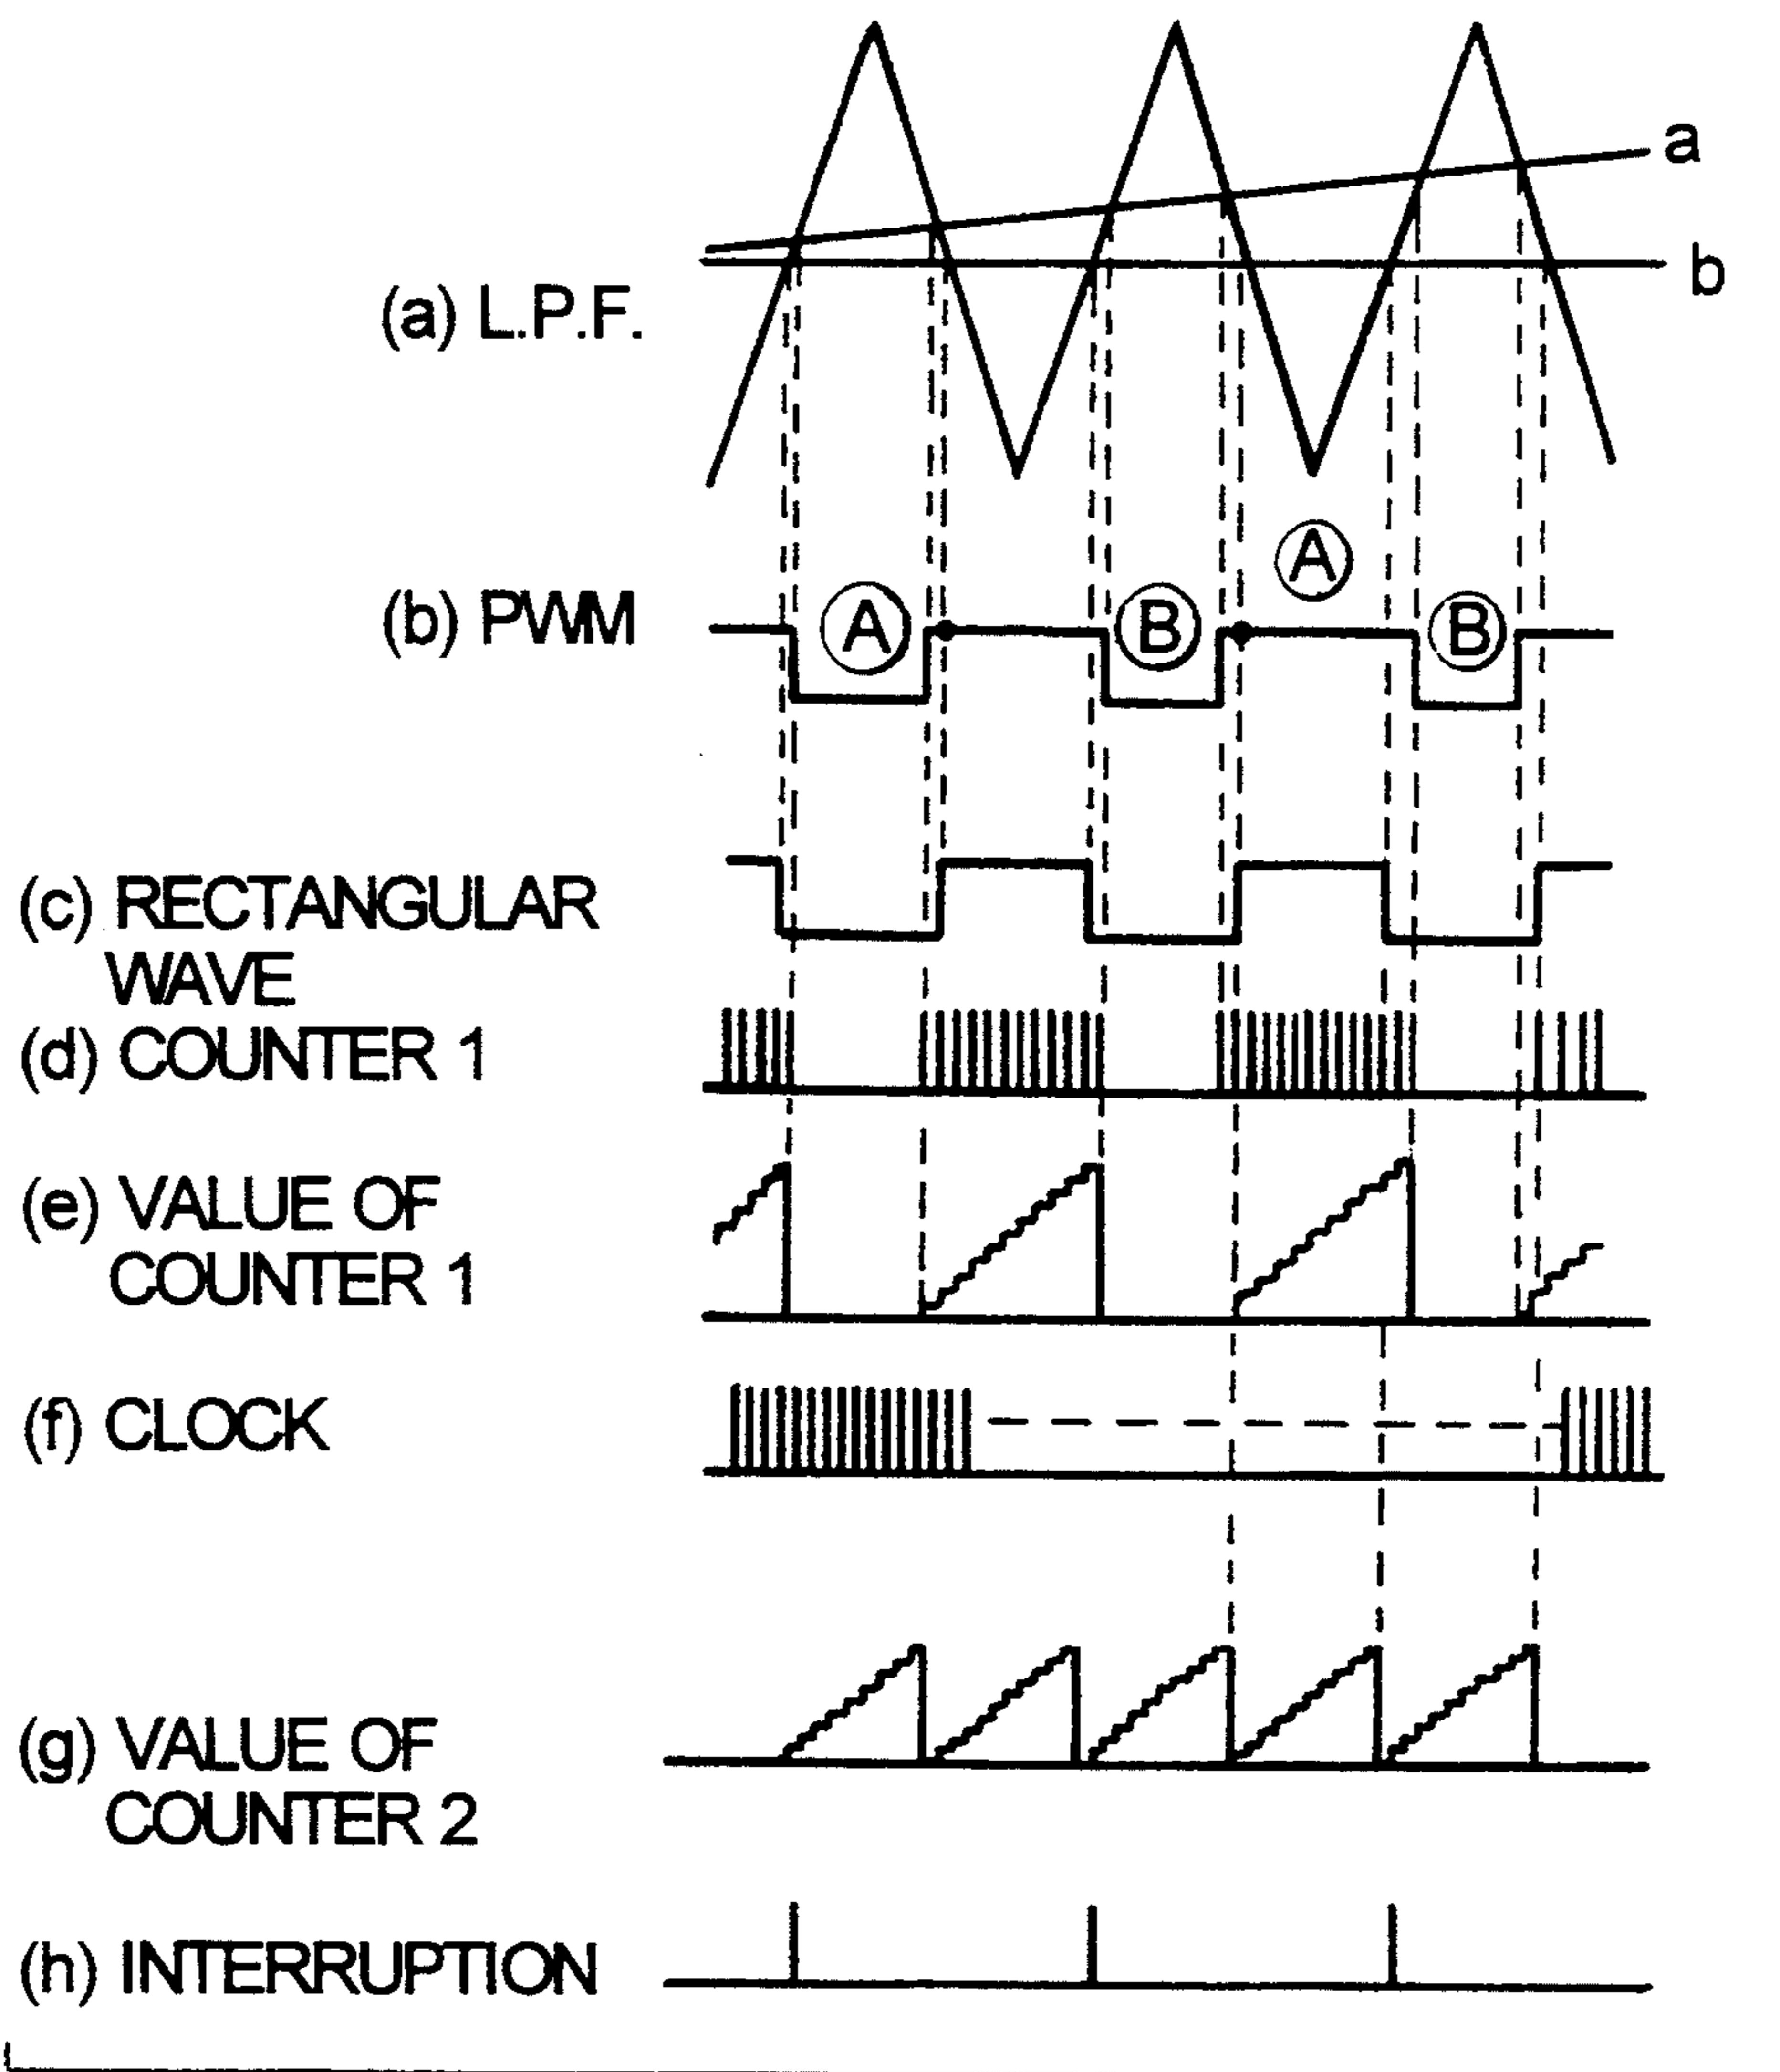 a
b
(a) L.P.F.
A
(b) PWM
A
B
B
(c) RECTANGULAR
WAVE
(d) COUNTER 1
(e) VALUE OF
COUNTER 1
(f) CLOCK
(g) VALUE OF
COUNTER 2
(h) INTERRUPTION